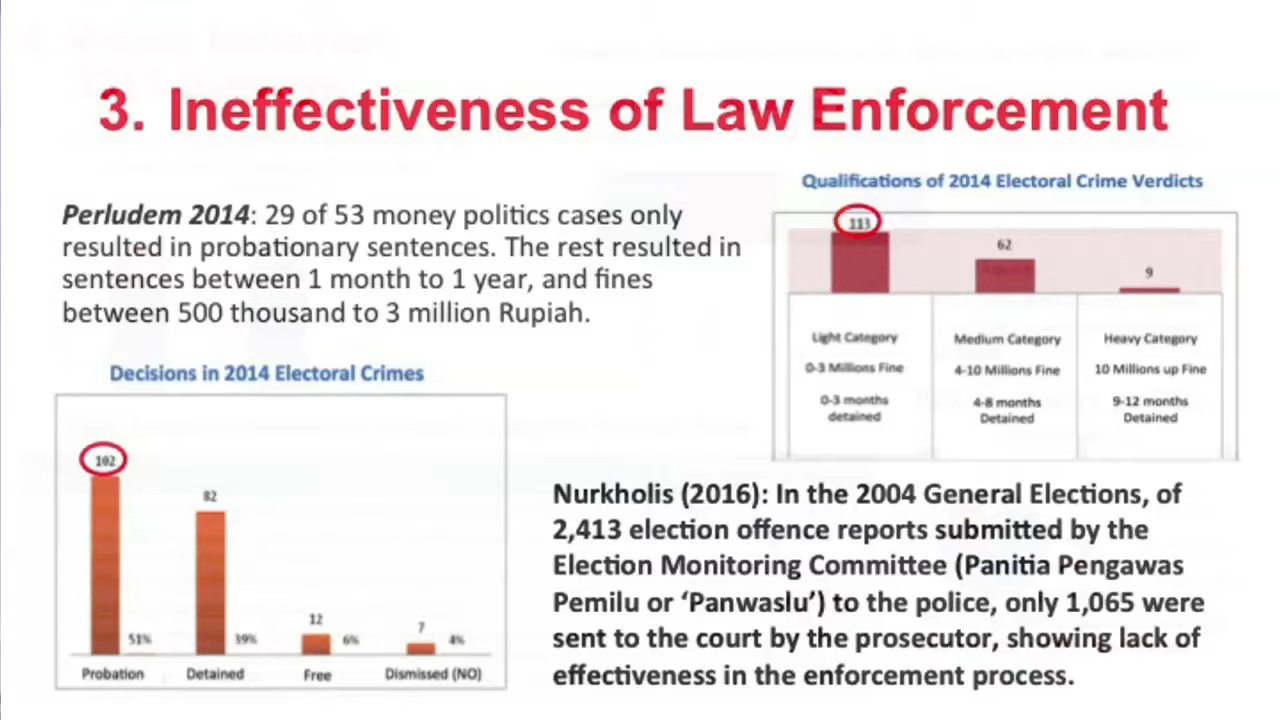 3. Ineffectiveness of Law Enforcement
Perludem 2014: 29 of 53 money politics cases only
resulted in probationary sentences. The rest resulted in
sentences between 1 month to 1 year, and fines
between 500 thousand to 3 million Rupiah.
Decisions in 2014 Electoral Crimes
102
82
12
7
51%
39%
6%
4%
Probation
Detained
Free
Dismissed (NO)
Qualifications of 2014 Electoral Crime Verdicts
113
62
9
Light Category
Medium Category
Heavy Category
0-3 Millions Fine
4-10 Millions Fine
10 Millions up Fine
0-3 months
detained
4-8 months
Detained
9-12 months
Detained
Nurkholis (2016): In the 2004 General Elections, of
2,413 election offence reports submitted by the
Election Monitoring Committee (Panitia Pengawas
Pemilu or ‘Panwaslu’) to the police, only 1,065 were
sent to the court by the prosecutor, showing lack of
effectiveness in the enforcement process.